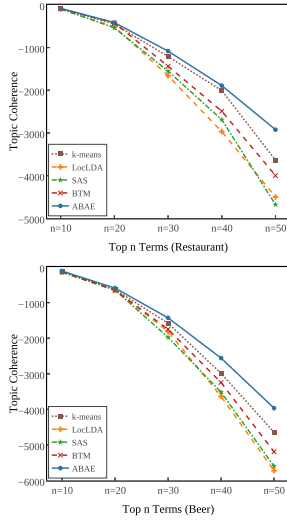 0
−1000
−2000
−3000
−4000
−5000
Topic Coherence
k-means
LocLDA
SAS
BTM
ABAE
n=10 n=20 n=30 n=40 n=50
Top n Terms (Restaurant)
0
−1000
−2000
−3000
−4000
−5000
−6000
Topic Coherence
k-means
LocLDA
SAS
BTM
ABAE
n=10 n=20 n=30 n=40 n=50
Top n Terms (Beer)